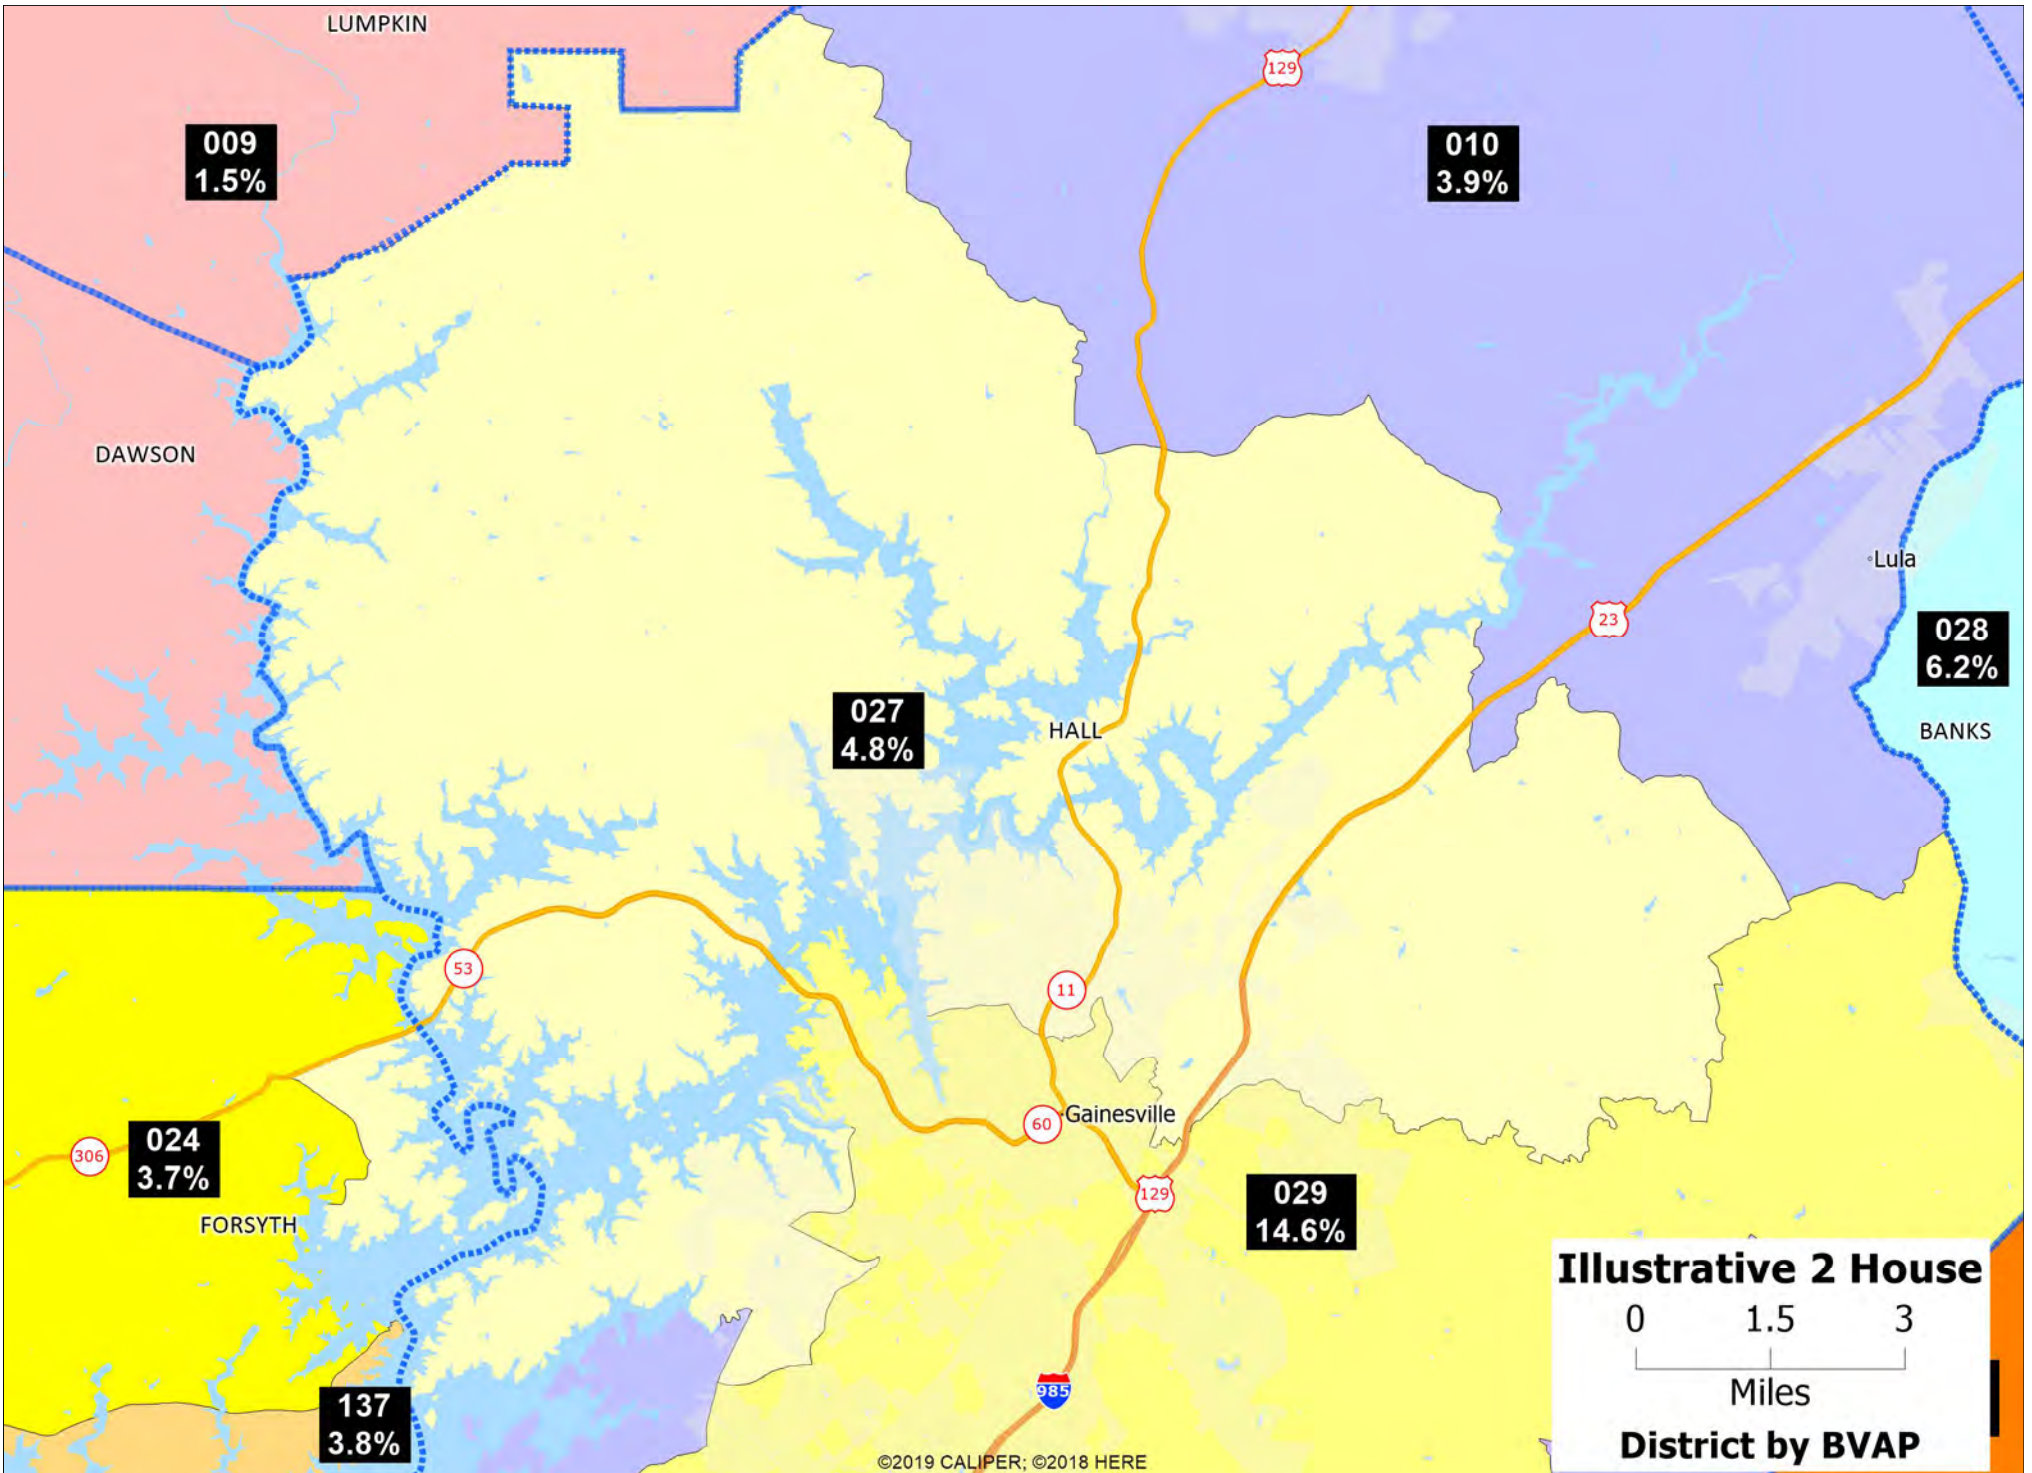 LUMPKIN
129
009
1.5%
010
3.9%
DAWSON
Lula
23
028
6.2%
027
4.8%
HALL
BANKS
53
11
Gainesville
60
306
024
3.7%
129
029
14.6%
FORSYTH
Illustrative 2 House
0 1.5 3
Miles
District by BVAP
985
137
3.8%
©2019 CALIPER; ©2018 HERE